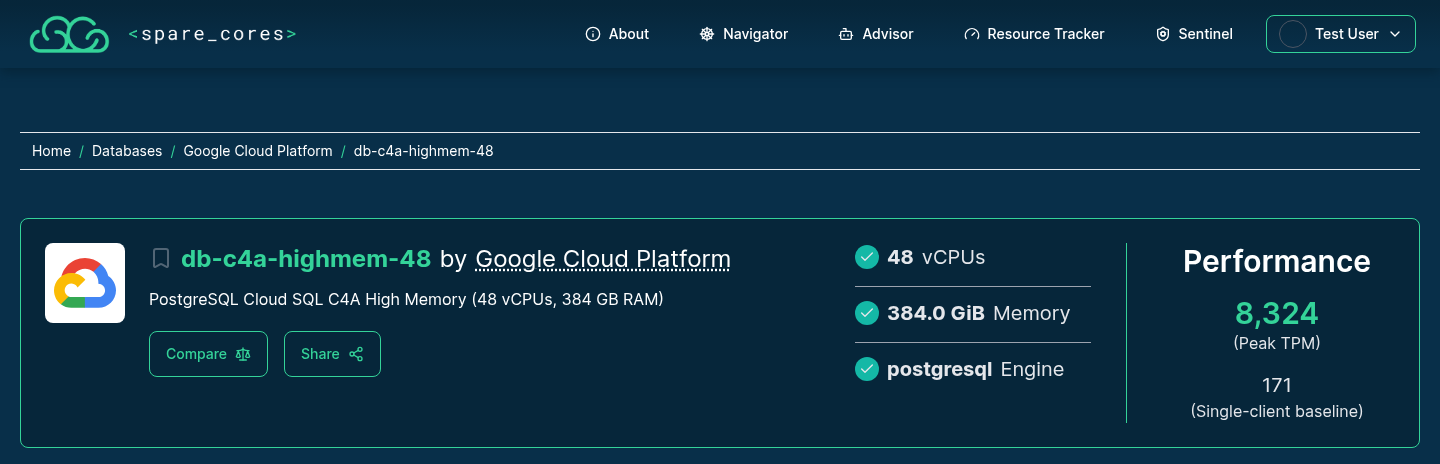 <spare_cores>
About
Navigator
Advisor
Resource Tracker
Sentinel
Test User
Home / Databases / Google Cloud Platform / db-c4a-highmem-48
db-c4a-highmem-48 by Google Cloud Platform
PostgreSQL Cloud SQL C4A High Memory (48 vCPUs, 384 GB RAM)
Compare
Share
48 vCPUs
384.0 GiB Memory
postgresql Engine
Performance
8,324
(Peak TPM)
171
(Single-client baseline)